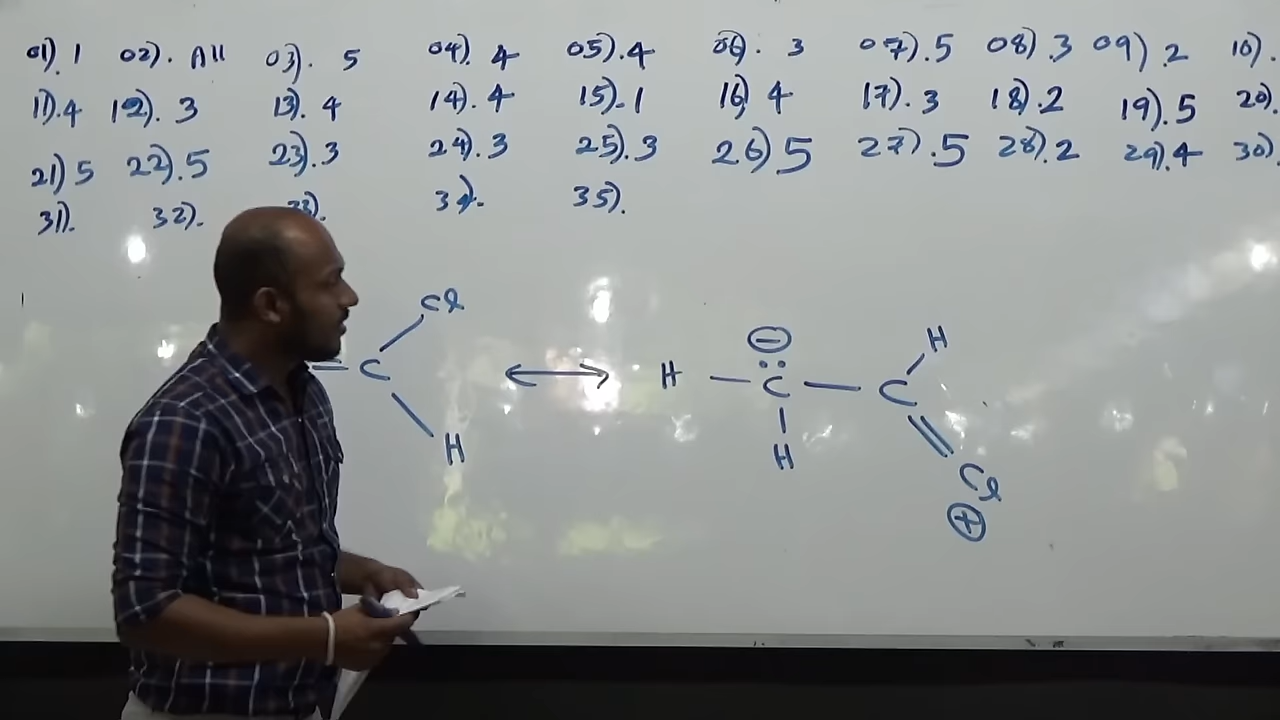 01). 1 02). All 03). 5 04). 4 05). 4 06). 3 07). 5 08). 3 09). 2 10).
11). 4 12). 3 13). 4 14). 4 15). 1 16) 4 17). 3 18). 2 19). 5 20).
21) 5 22). 5 23). 3 24). 3 25). 3 26) 5 27). 5 28). 2 29). 4 30).
31). 32). 33). 34). 35).
Cl
H
= C
H
⊖
H — C̈ — C
H
H
Cl
⊕